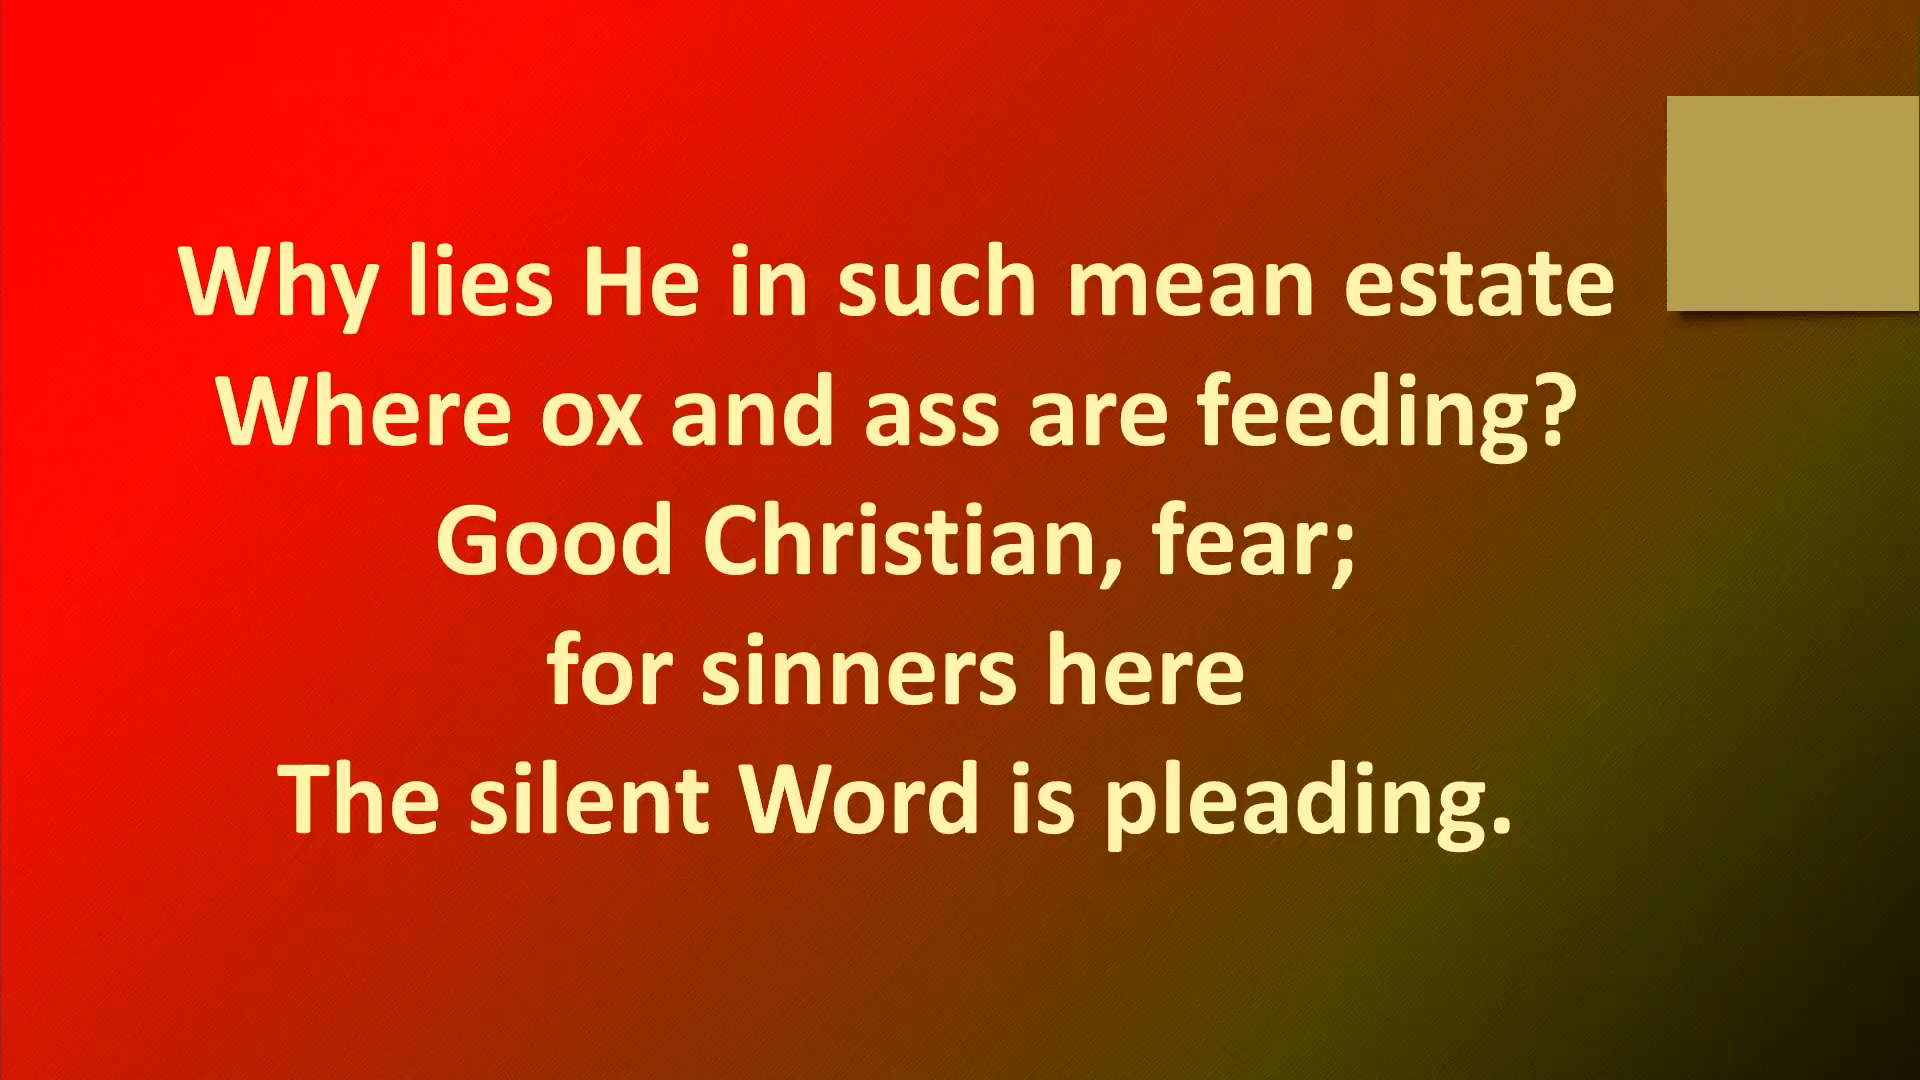 Why lies He in such mean estate
Where ox and ass are feeding?
Good Christian, fear;
for sinners here
The silent Word is pleading.